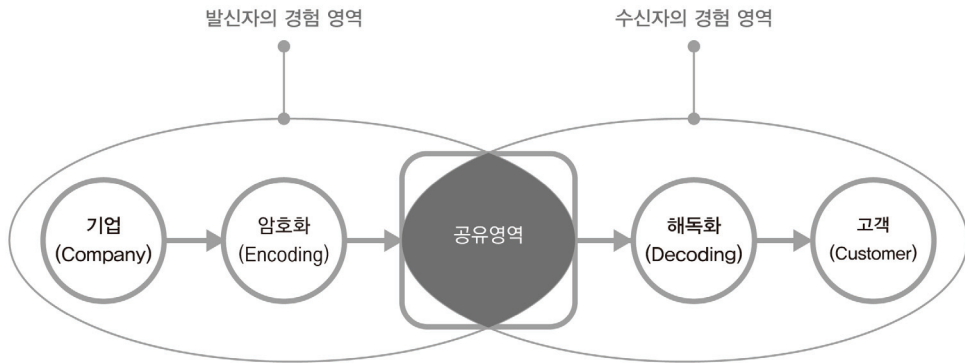 발신자의 경험 영역
수신자의 경험 영역
기업
(Company)
암호화
(Encoding)
공유영역
해독화
(Decoding)
고객
(Customer)